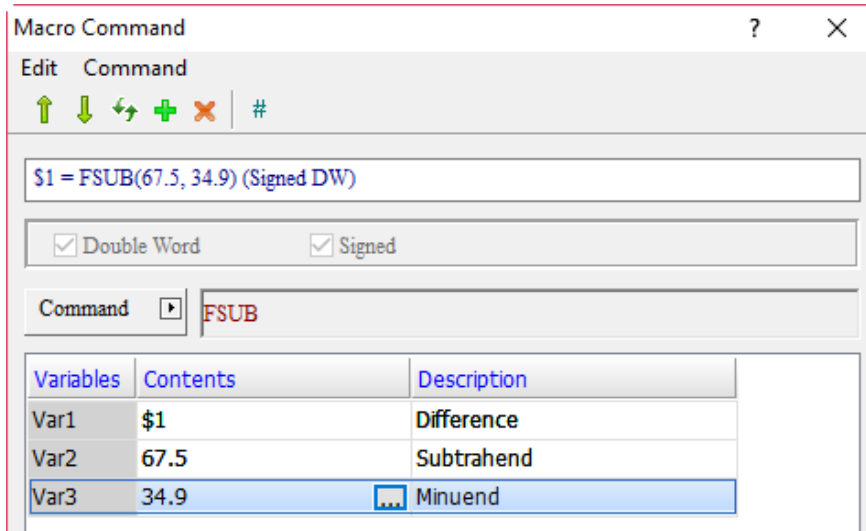 Macro Command ?
Edit Command
#
$1 = FSUB(67.5, 34.9) (Signed DW)
Double Word Signed
Command FSUB
Variables Contents Description
Var1 $1 Difference
Var2 67.5 Subtrahend
Var3 34.9 ... Minuend